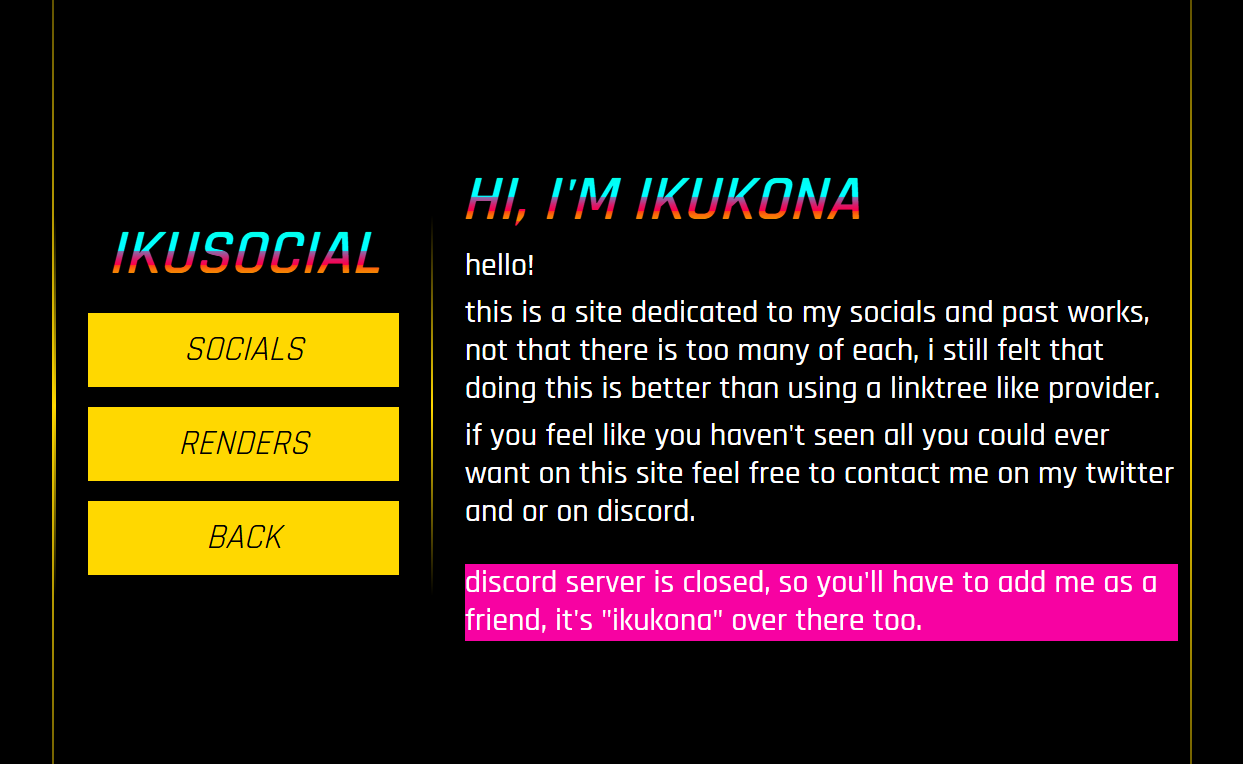 IKUSOCIAL
SOCIALS
RENDERS
BACK
HI, I'M IKUKONA
hello!
this is a site dedicated to my socials and past works,
not that there is too many of each, i still felt that
doing this is better than using a linktree like provider.
if you feel like you haven't seen all you could ever
want on this site feel free to contact me on my twitter
and or on discord.
discord server is closed, so you'll have to add me as a
friend, it's "ikukona" over there too.